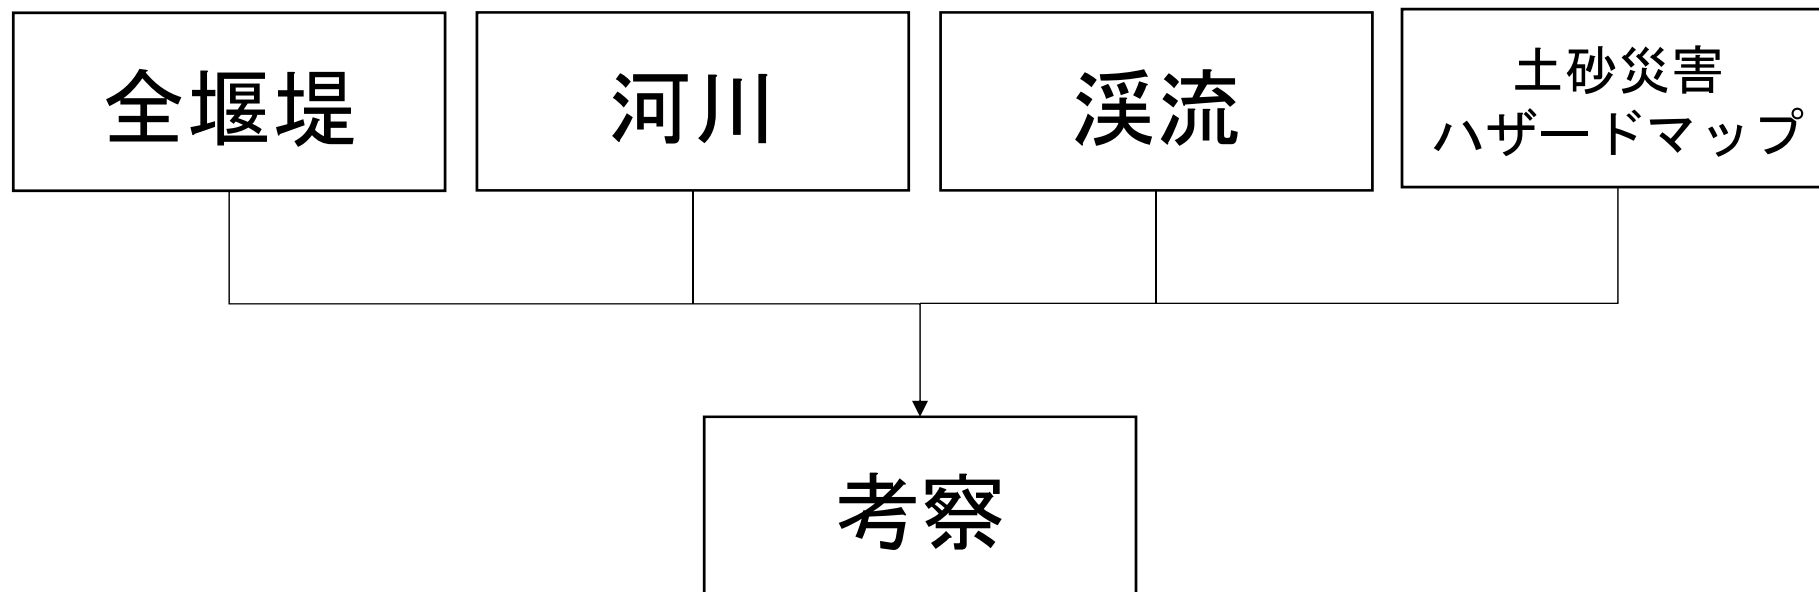 全堰堤
河川
渓流
土砂災害
ハザードマップ
考察